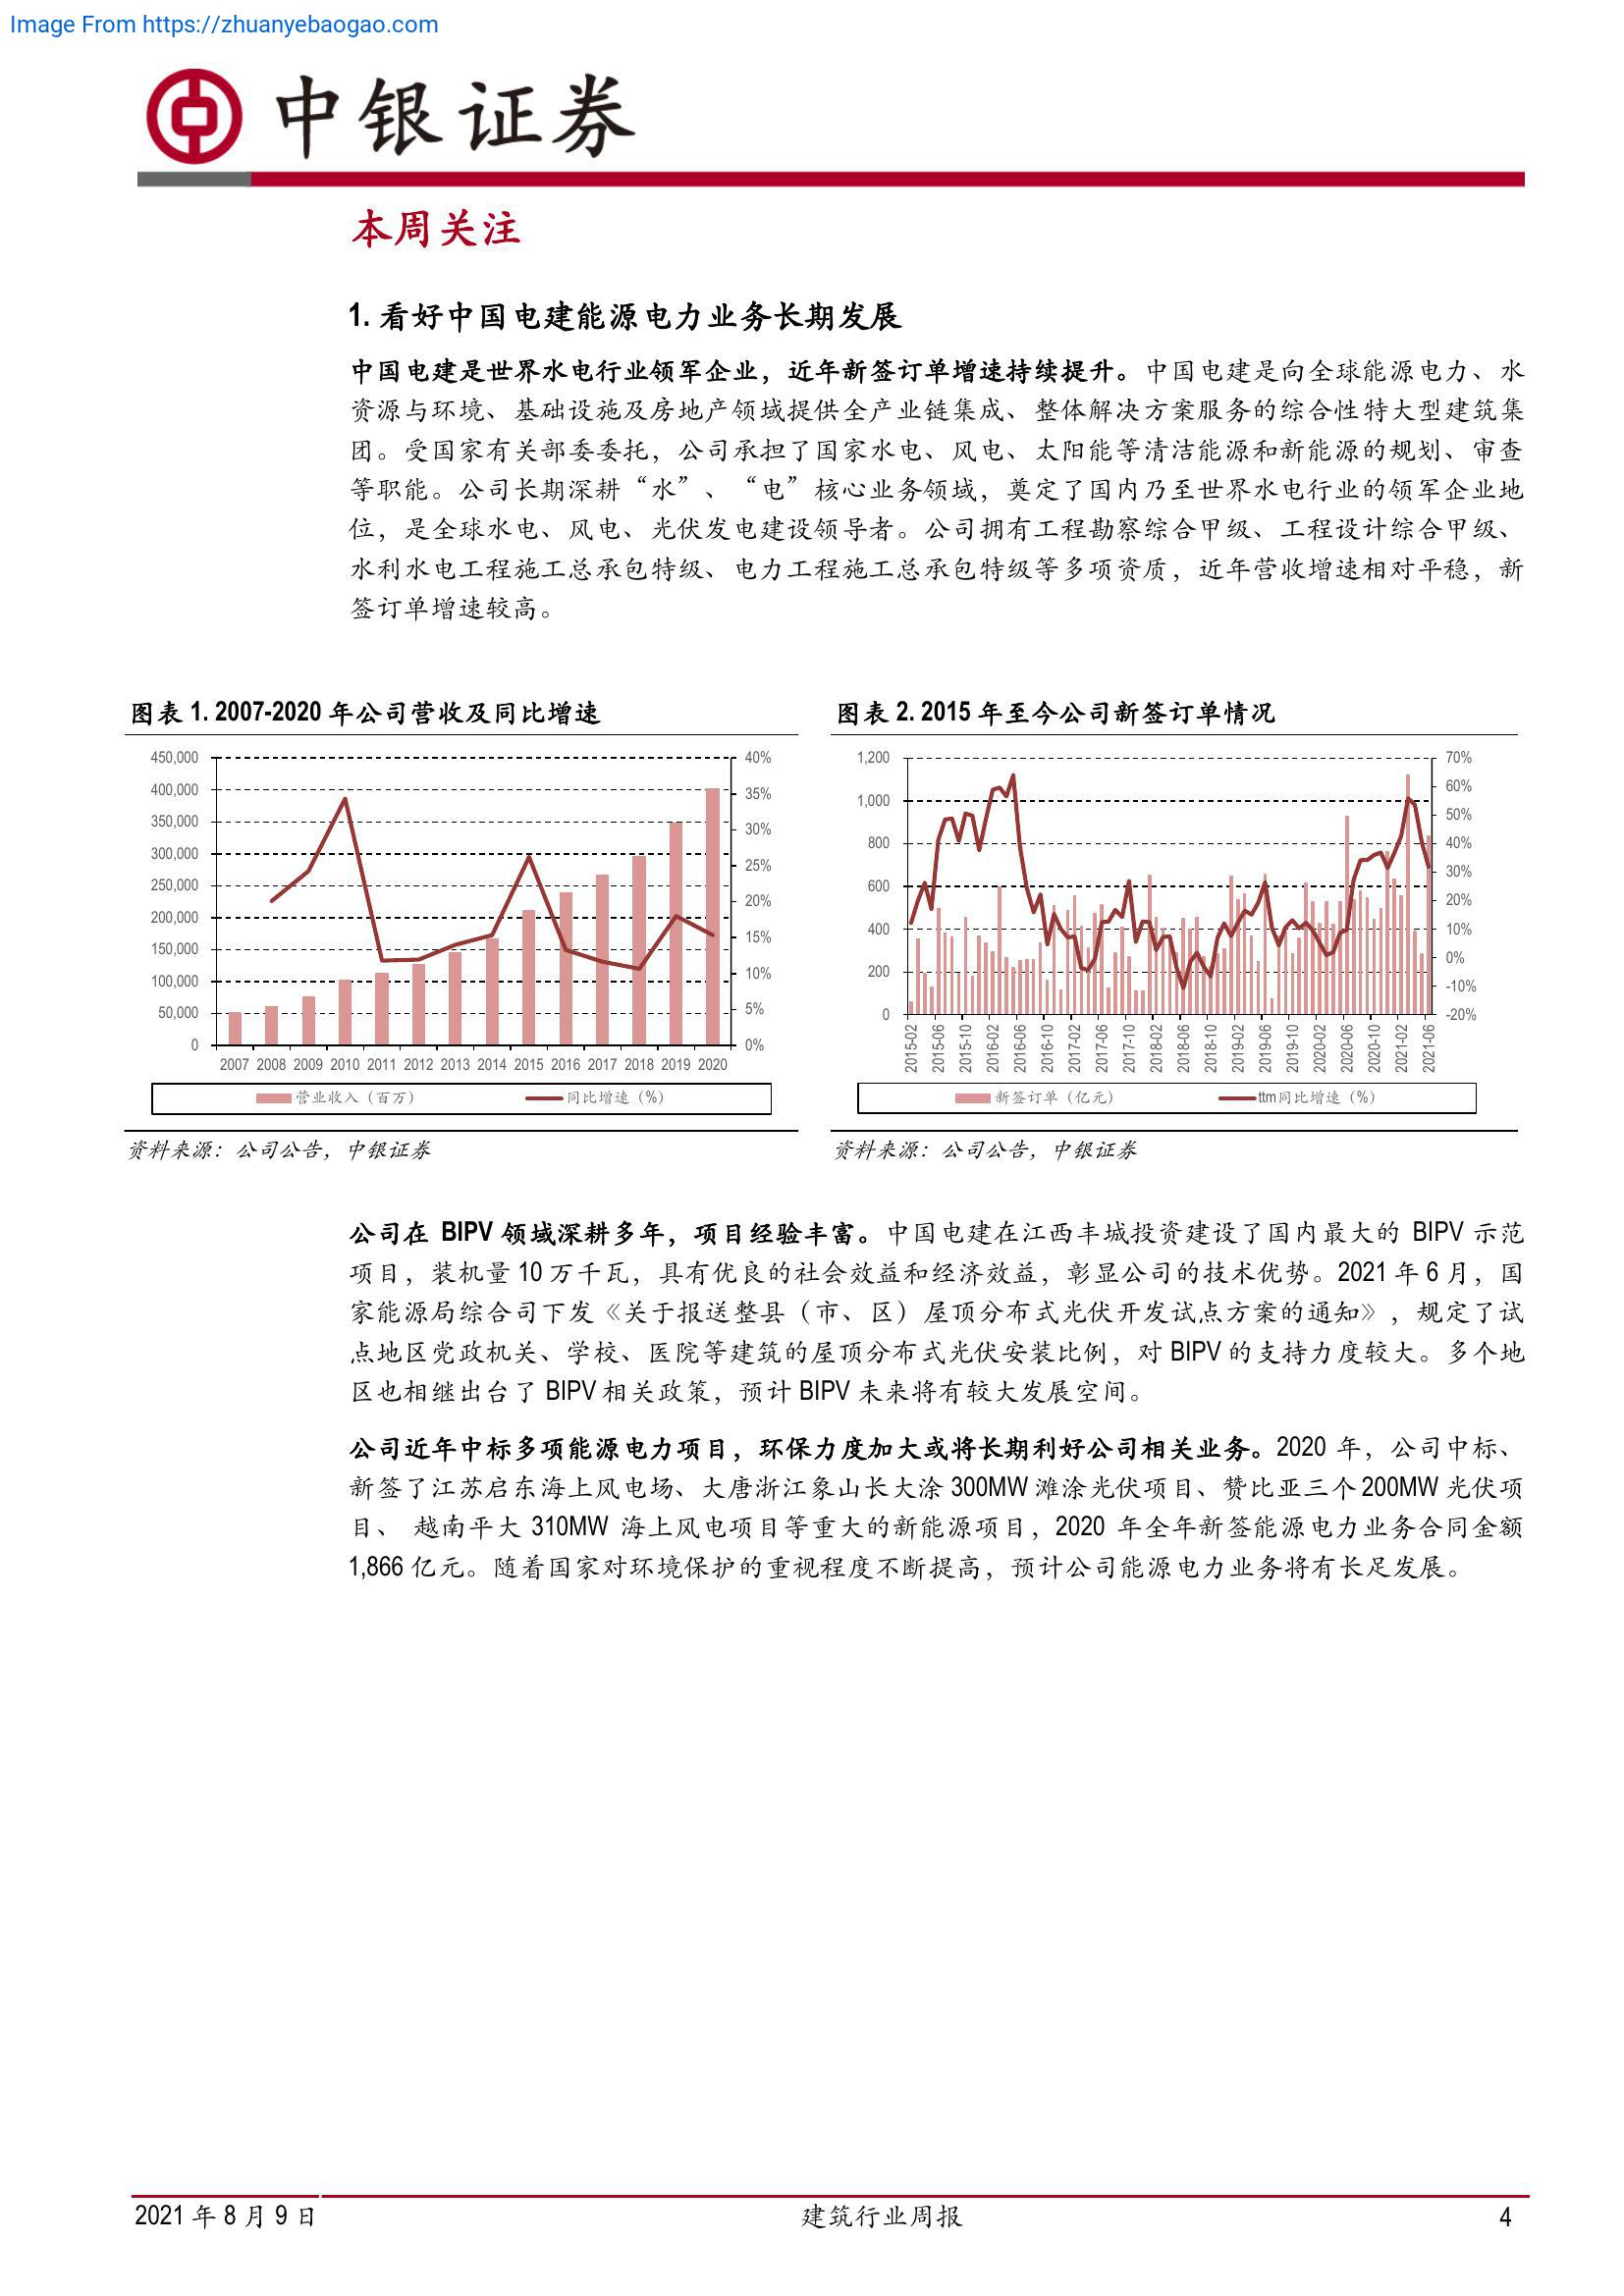 Image From https://zhuanyebaogao.com
中银证券
本周关注
1. 看好中国电建能源电力业务长期发展
中国电建是世界水电行业领军企业，近年新签订单增速持续提升。中国电建是向全球能源电力、水
资源与环境、基础设施及房地产领域提供全产业链集成、整体解决方案服务的综合性特大型建筑集
团。受国家有关部委委托，公司承担了国家水电、风电、太阳能等清洁能源和新能源的规划、审查
等职能。公司长期深耕“水”、“电”核心业务领域，奠定了国内乃至世界水电行业的领军企业地
位，是全球水电、风电、光伏发电建设领导者。公司拥有工程勘察综合甲级、工程设计综合甲级、
水利水电工程施工总承包特级、电力工程施工总承包特级等多项资质，近年营收增速相对平稳，新
签订单增速较高。
图表 1. 2007-2020 年公司营收及同比增速
450,000
400,000
350,000
300,000
250,000
200,000
150,000
100,000
50,000
0
40%
35%
30%
25%
20%
15%
10%
5%
0%
2007 2008 2009 2010 2011 2012 2013 2014 2015 2016 2017 2018 2019 2020
营业收入（百万） 同比增速（%）
资料来源：公司公告，中银证券
图表 2. 2015 年至今公司新签订单情况
1,200
1,000
800
600
400
200
0
70%
60%
50%
40%
30%
20%
10%
0%
-10%
-20%
2015-02 2015-06 2015-10 2016-02 2016-06 2016-10 2017-02 2017-06 2017-10 2018-02 2018-06 2018-10 2019-02 2019-06 2019-10 2020-02 2020-06 2020-10 2021-02 2021-06
新签订单（亿元） ttm同比增速（%）
资料来源：公司公告，中银证券
公司在 BIPV 领域深耕多年，项目经验丰富。中国电建在江西丰城投资建设了国内最大的 BIPV 示范
项目，装机量 10 万千瓦，具有优良的社会效益和经济效益，彰显公司的技术优势。2021 年 6 月，国
家能源局综合司下发《关于报送整县（市、区）屋顶分布式光伏开发试点方案的通知》，规定了试
点地区党政机关、学校、医院等建筑的屋顶分布式光伏安装比例，对 BIPV 的支持力度较大。多个地
区也相继出台了 BIPV 相关政策，预计 BIPV 未来将有较大发展空间。
公司近年中标多项能源电力项目，环保力度加大或将长期利好公司相关业务。2020 年，公司中标、
新签了江苏启东海上风电场、大唐浙江象山长大涂 300MW 滩涂光伏项目、赞比亚三个 200MW 光伏项
目、 越南平大 310MW 海上风电项目等重大的新能源项目，2020 年全年新签能源电力业务合同金额
1,866 亿元。随着国家对环境保护的重视程度不断提高，预计公司能源电力业务将有长足发展。
2021 年 8 月 9 日 建筑行业周报 4